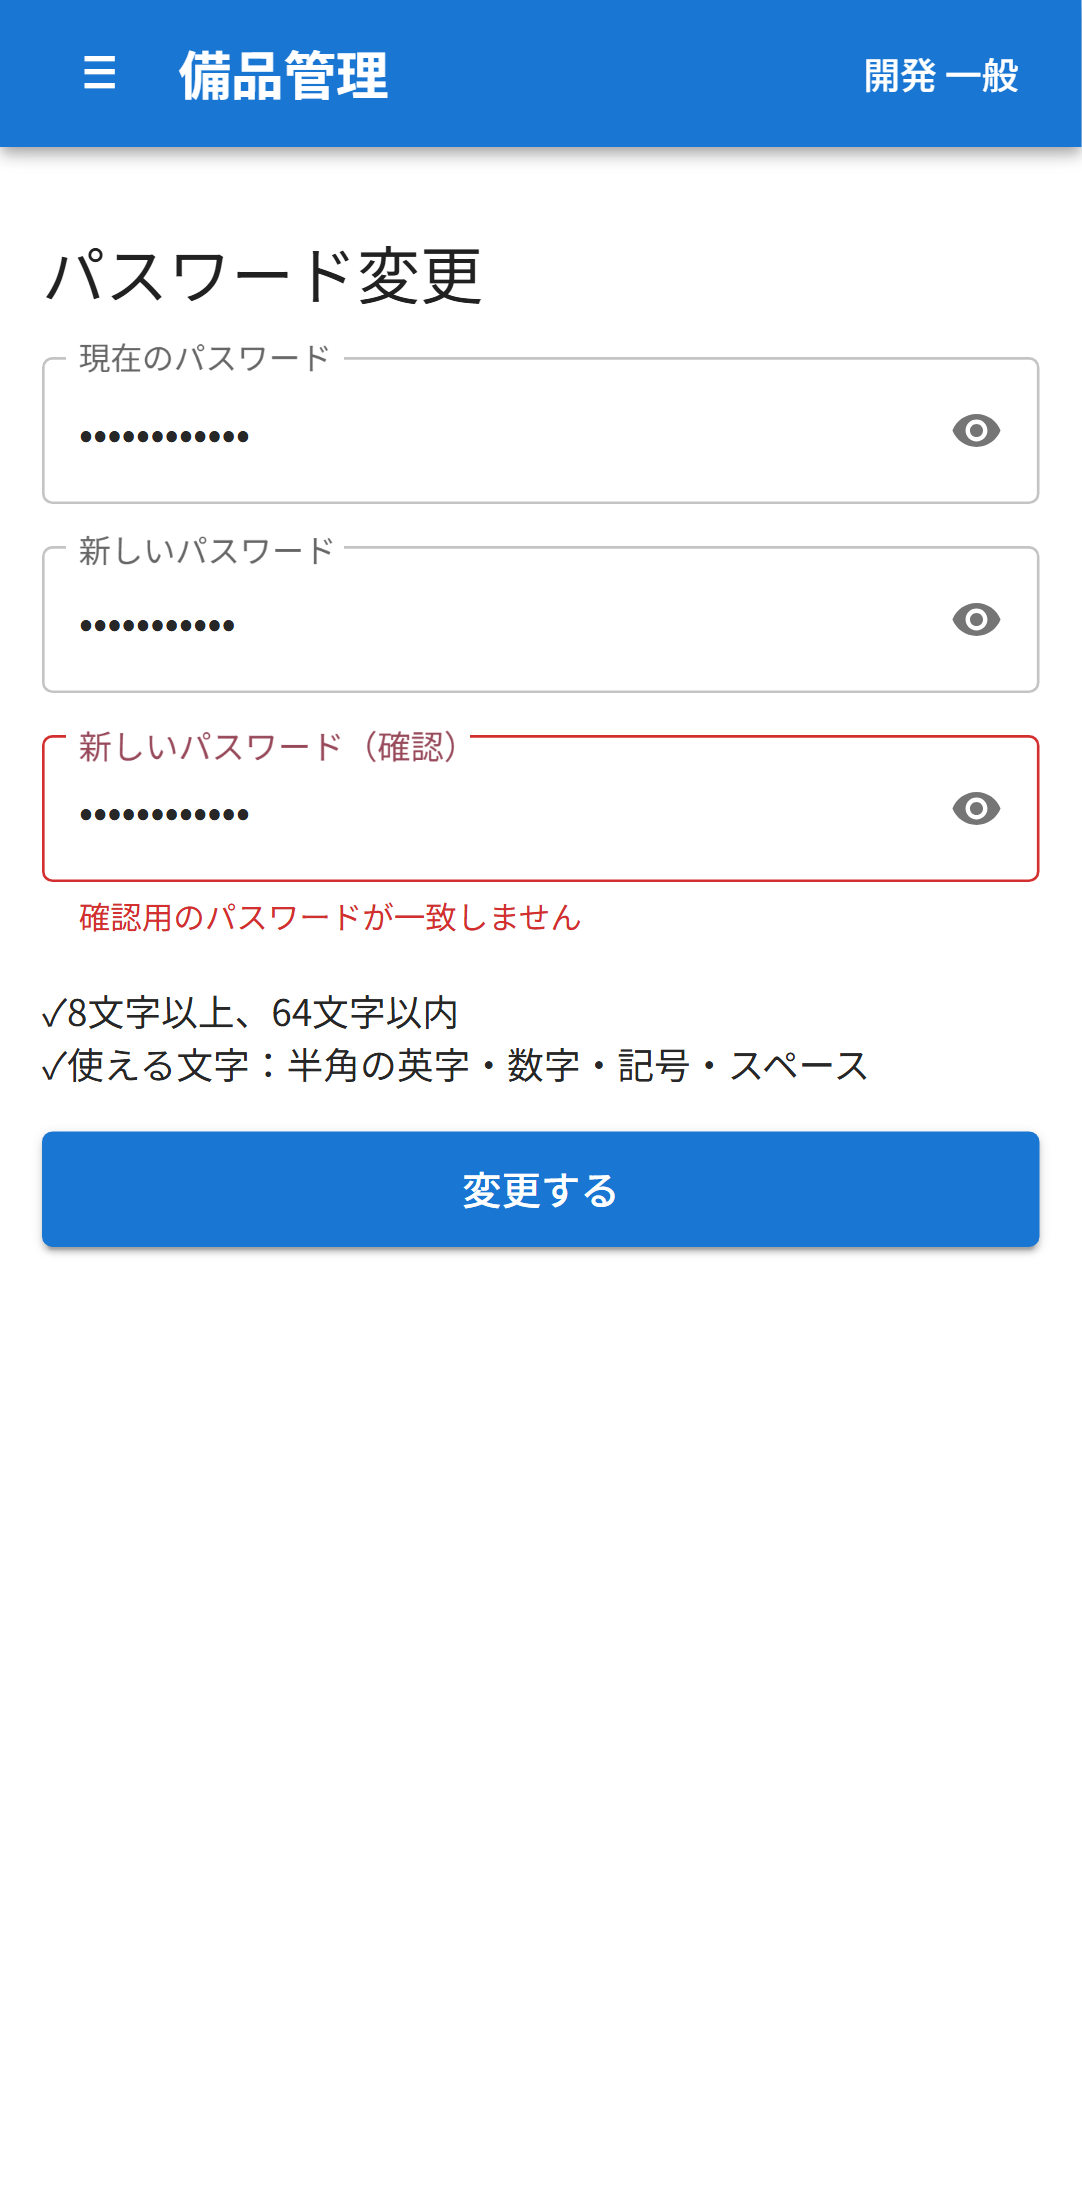 備品管理
開発 一般
パスワード変更
現在のパスワード
••••••••••••
新しいパスワード
•••••••••••
新しいパスワード（確認）
••••••••••••
確認用のパスワードが一致しません
✓8文字以上、64文字以内
✓使える文字：半角の英字・数字・記号・スペース
変更する